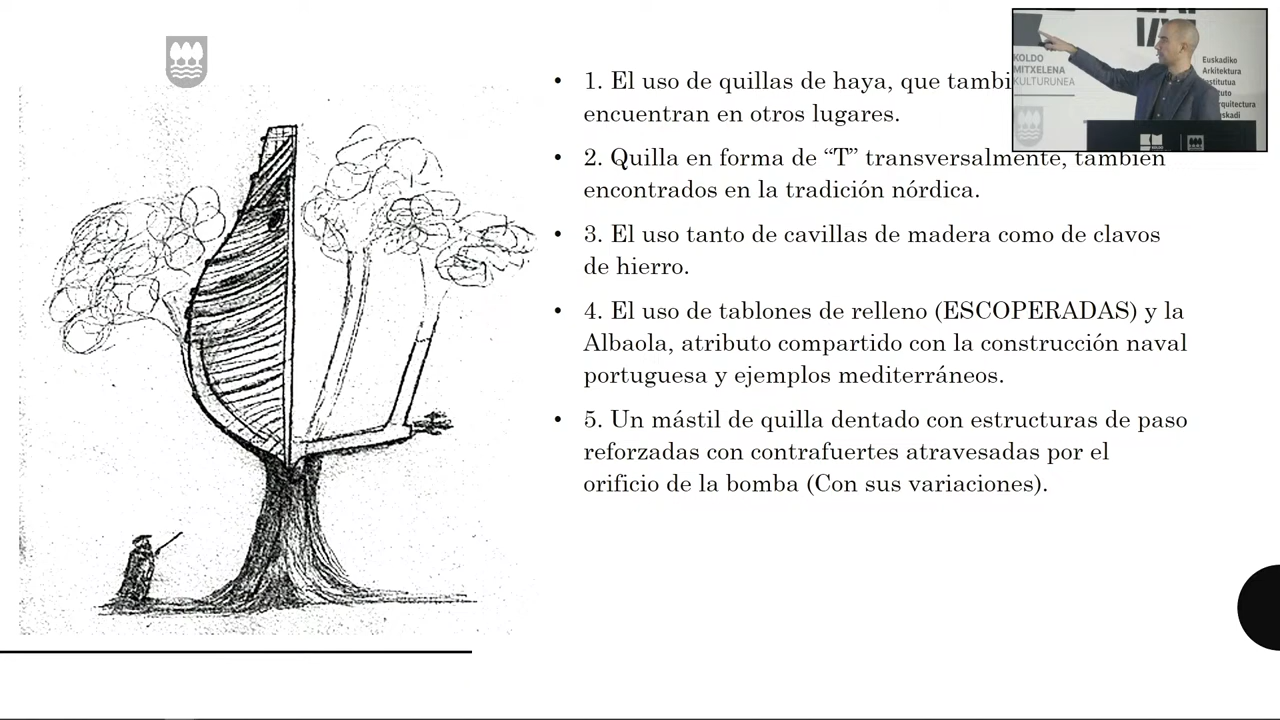 • 1. El uso de quillas de haya, que
encuentran en otros lugares.
• 2. Quilla en forma de “T” transversalmente, también
encontrados en la tradición nórdica.
• 3. El uso tanto de cavillas de madera como de clavos
de hierro.
• 4. El uso de tablones de relleno (ESCOPERADAS) y la
Albaola, atributo compartido con la construcción naval
portuguesa y ejemplos mediterráneos.
• 5. Un mástil de quilla dentado con estructuras de paso
reforzadas con contrafuertes atravesadas por el
orificio de la bomba (Con sus variaciones).
KOLDO
MITXELENA
KULTURUNEA
Euskadiko
Arkitektura
Institutua